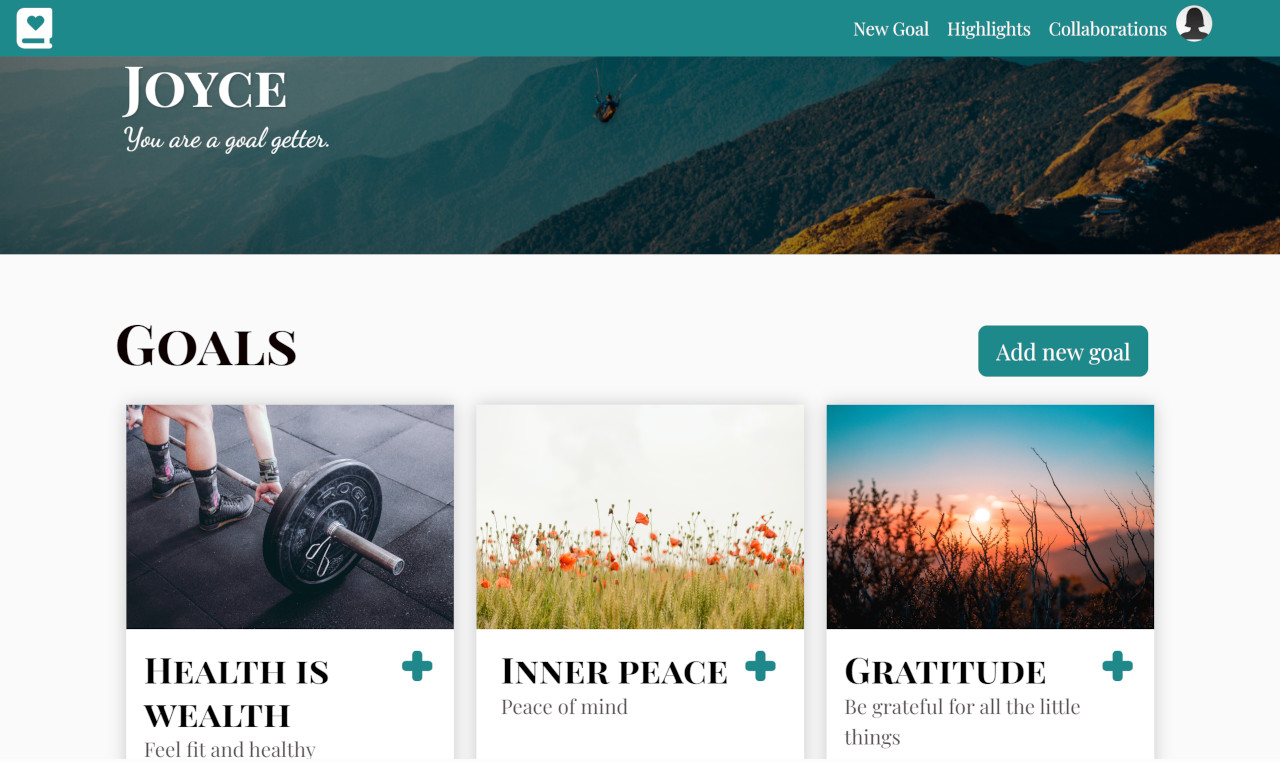 New Goal Highlights Collaborations
JOYCE
You are a goal getter.
GOALS
Add new goal
ROGUE
HEALTH IS
WEALTH
Feel fit and healthy
INNER PEACE
Peace of mind
GRATITUDE
Be grateful for all the little
things